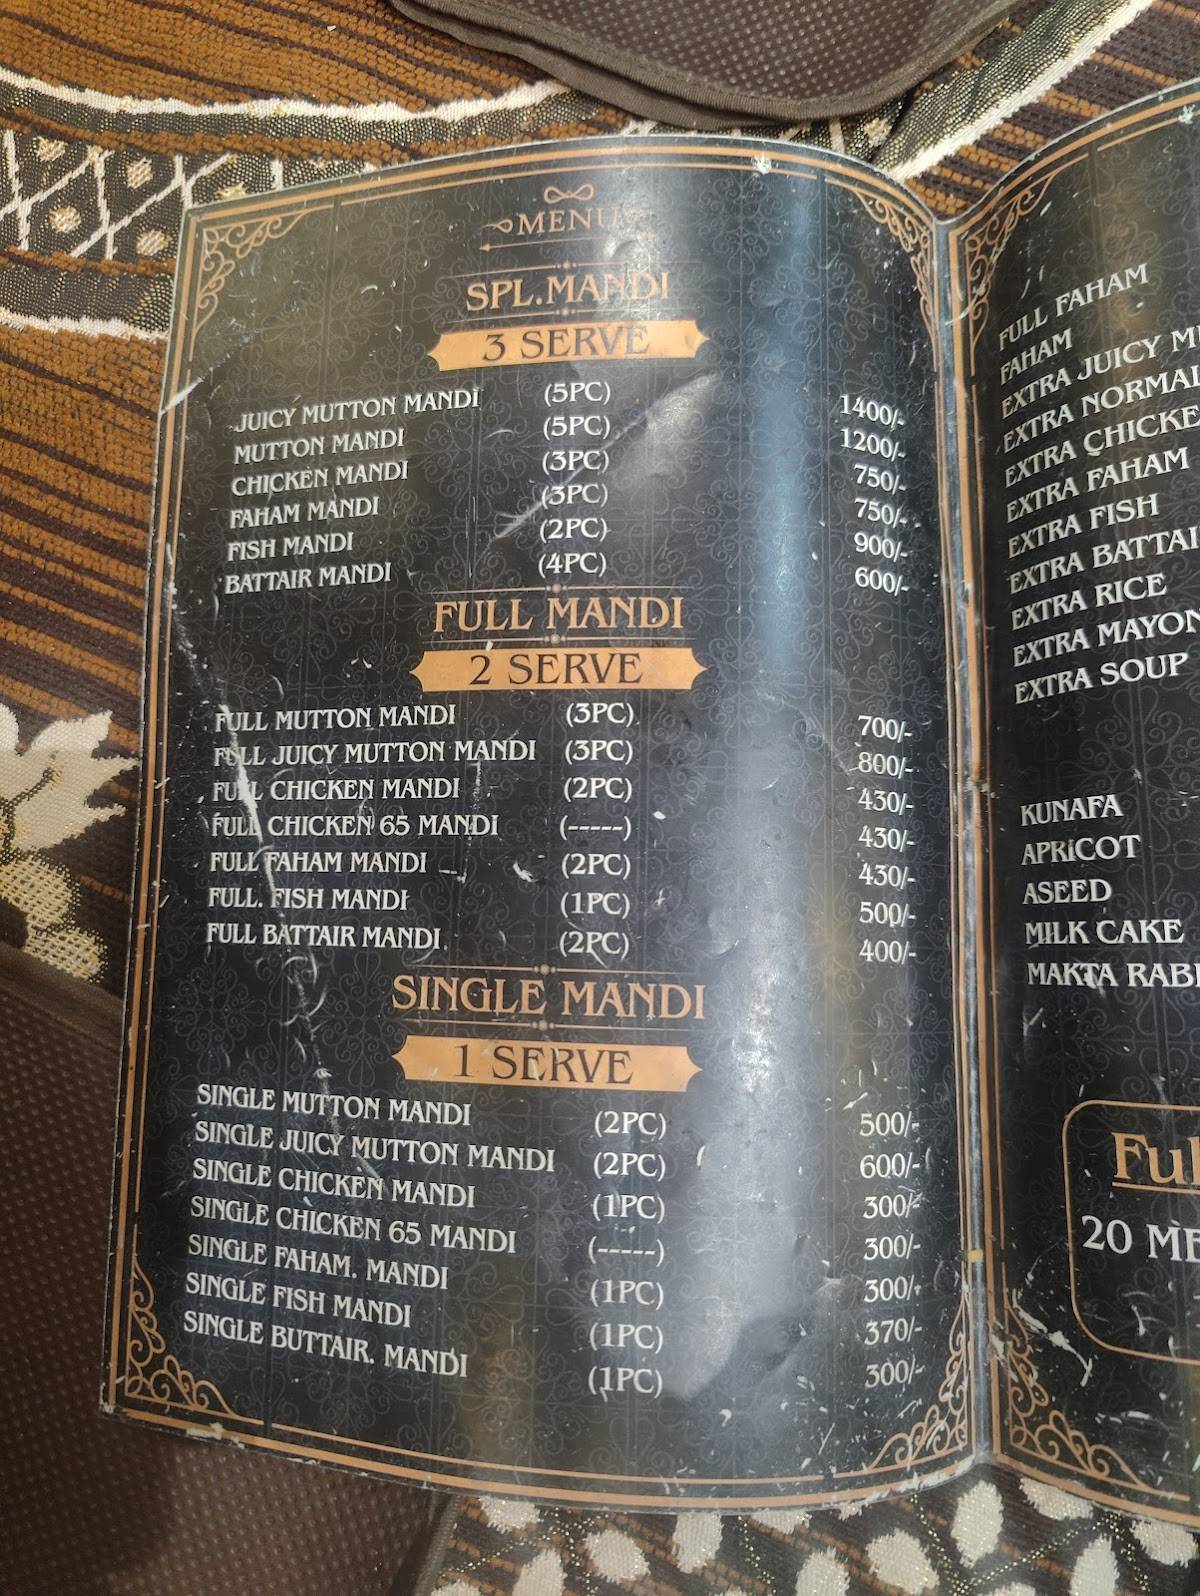 MENU
SPL.MANDI
3 SERVE
JUICY MUTTON MANDI (5PC) 1400/-
MUTTON MANDI (5PC) 1200/-
CHICKEN MANDI (3PC) 750/-
FAHAM MANDI (3PC) 750/-
FISH MANDI (2PC) 900/-
BATTAIR MANDI (4PC) 600/-
FULL MANDI
2 SERVE
FULL MUTTON MANDI (3PC) 700/-
FULL JUICY MUTTON MANDI (3PC) 800/-
FULL CHICKEN MANDI (2PC) 430/-
FULL CHICKEN 65 MANDI (-----) 430/-
FULL FAHAM MANDI (2PC) 430/-
FULL. FISH MANDI (1PC) 500/-
FULL BATTAIR MANDI. (2PC) 400/-
SINGLE MANDI
1 SERVE
SINGLE MUTTON MANDI (2PC) 500/-
SINGLE JUICY MUTTON MANDI (2PC) 600/-
SINGLE CHICKEN MANDI (1PC) 300/-
SINGLE CHICKEN 65 MANDI (-----) 300/-
SINGLE FAHAM. MANDI (1PC) 300/-
SINGLE FISH MANDI (1PC) 370/-
SINGLE BUTTAIR. MANDI (1PC) 300/-
FULL FAHAM
FAHAM
EXTRA JUICY
EXTRA NORMAL
EXTRA
EXTRA FAHAM
EXTRA FISH
EXTRA
EXTRA RICE
EXTRA
EXTRA SOUP
KUNAFA
APRICOT
ASEED
MILK CAKE
MAKTA
20